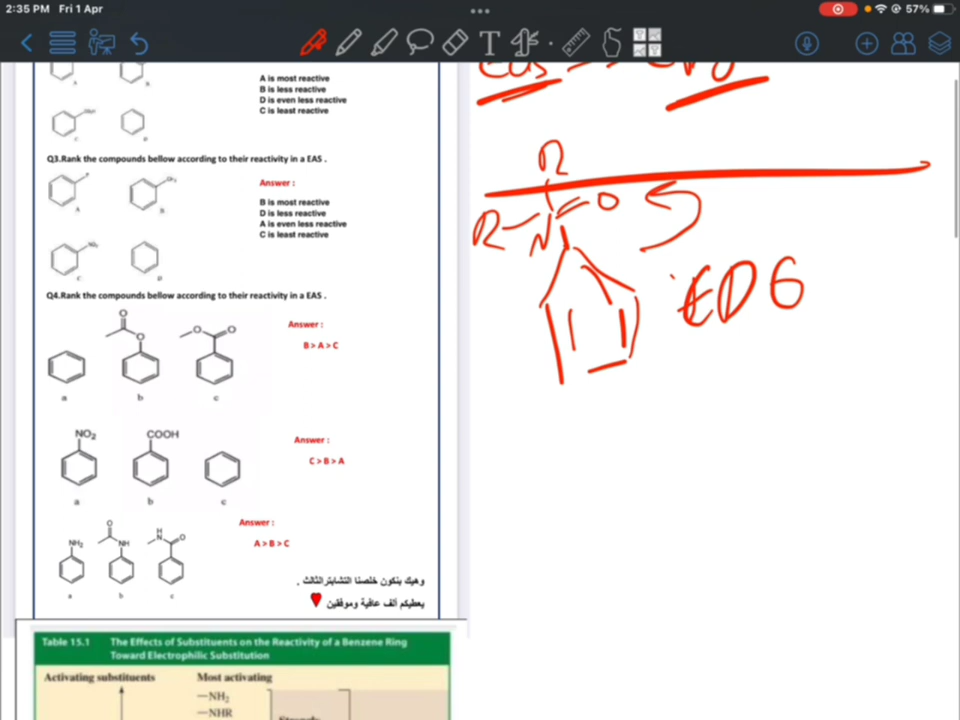 2:35 PM Fri 1 Apr
57%
A is most reactive
B is less reactive
D is even less reactive
C is least reactive
A
D
Q3.Rank the compounds bellow according to their reactivity in a EAS .
F
A
B
Answer :
B is most reactive
D is less reactive
A is even less reactive
C is least reactive
NO₂
C
D
Q4.Rank the compounds bellow according to their reactivity in a EAS .
O
O
O
O
a
b
c
Answer :
B > A > C
NO₂
COOH
a
b
c
Answer :
C > B > A
NH₂
O
NH
H
N
O
a
b
c
Answer :
A > B > C
وهيك بنكون خلصنا التشابتر الثالث .
يعطيكم ألف عافية وموفقين
Table 15.1 The Effects of Substituents on the Reactivity of a Benzene Ring
Toward Electrophilic Substitution
Activating substituents
Most activating
—NH₂
—NHR
R
R-N=O
EDG